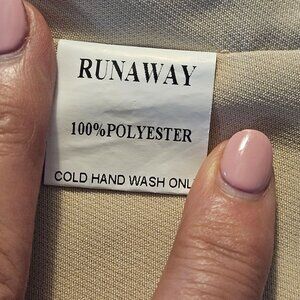 RUNAWAY
100%POLYESTER
COLD HAND WASH ONL